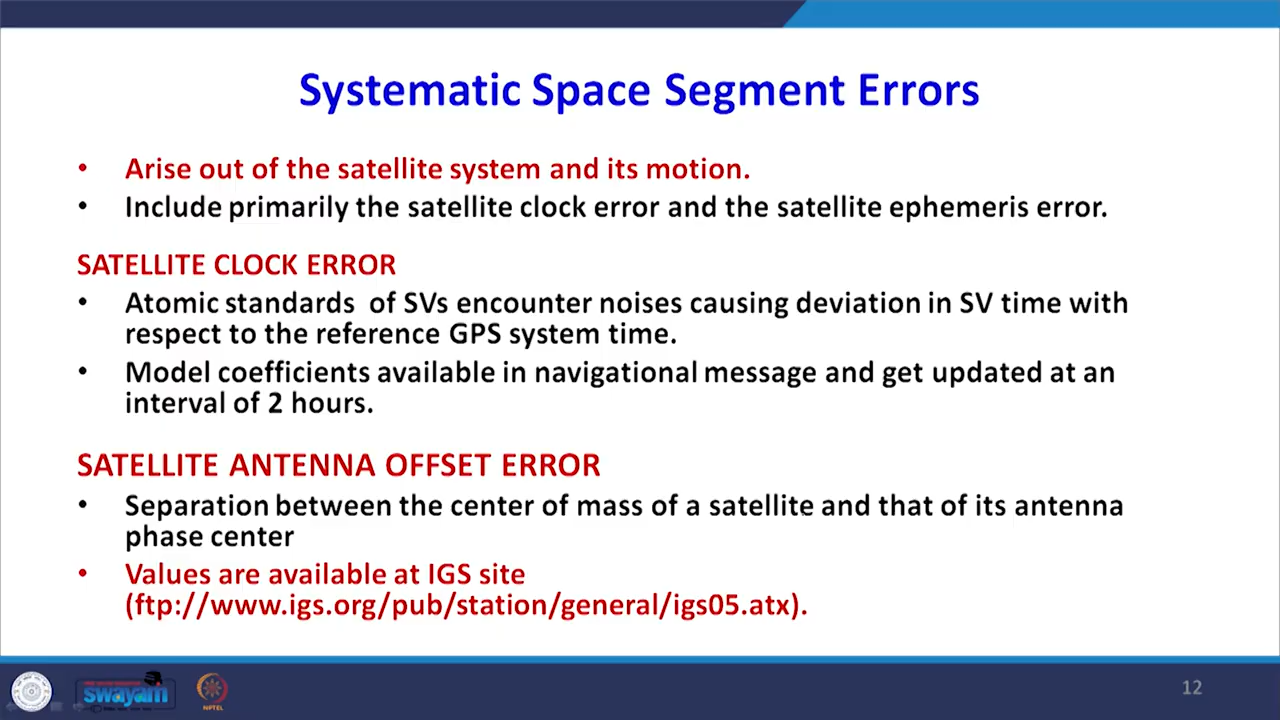 Systematic Space Segment Errors
• Arise out of the satellite system and its motion.
• Include primarily the satellite clock error and the satellite ephemeris error.
SATELLITE CLOCK ERROR
• Atomic standards of SVs encounter noises causing deviation in SV time with
respect to the reference GPS system time.
• Model coefficients available in navigational message and get updated at an
interval of 2 hours.
SATELLITE ANTENNA OFFSET ERROR
• Separation between the center of mass of a satellite and that of its antenna
phase center
• Values are available at IGS site
(ftp://www.igs.org/pub/station/general/igs05.atx).
swayam
NPTEL
12